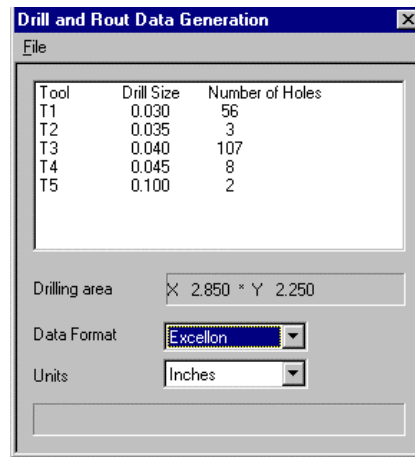 Drill and Rout Data Generation
File
Tool Drill Size Number of Holes
T1 0.030 56
T2 0.035 3
T3 0.040 107
T4 0.045 8
T5 0.100 2
Drilling area X 2.850 * Y 2.250
Data Format Excellon
Units Inches